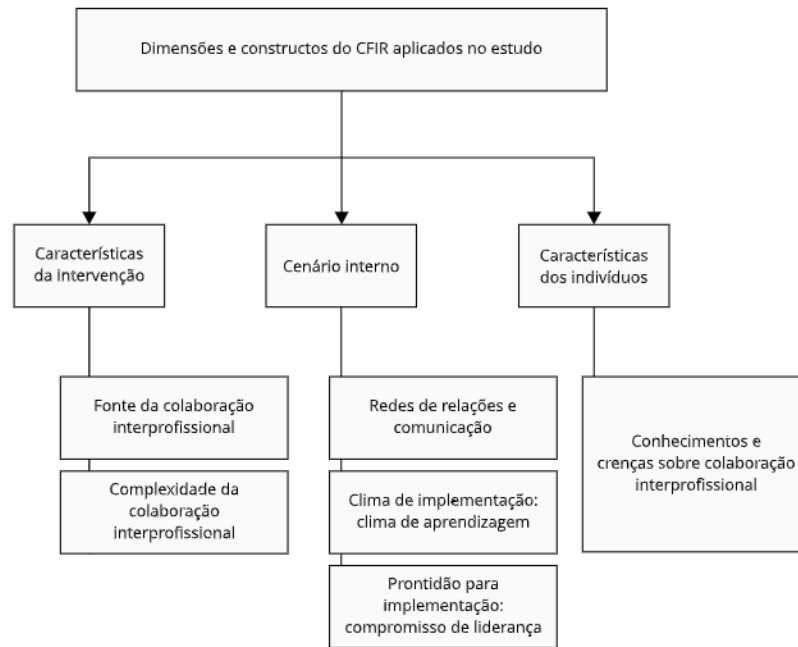 Dimensões e constructos do CFIR aplicados no estudo
Características
da intervenção
Cenário interno
Características
dos indivíduos
Fonte da colaboração
interprofissional
Complexidade da
colaboração
interprofissional
Redes de relações e
comunicação
Clima de implementação:
clima de aprendizagem
Prontidão para
implementação:
compromisso de liderança
Conhecimentos e
crenças sobre colaboração
interprofissional